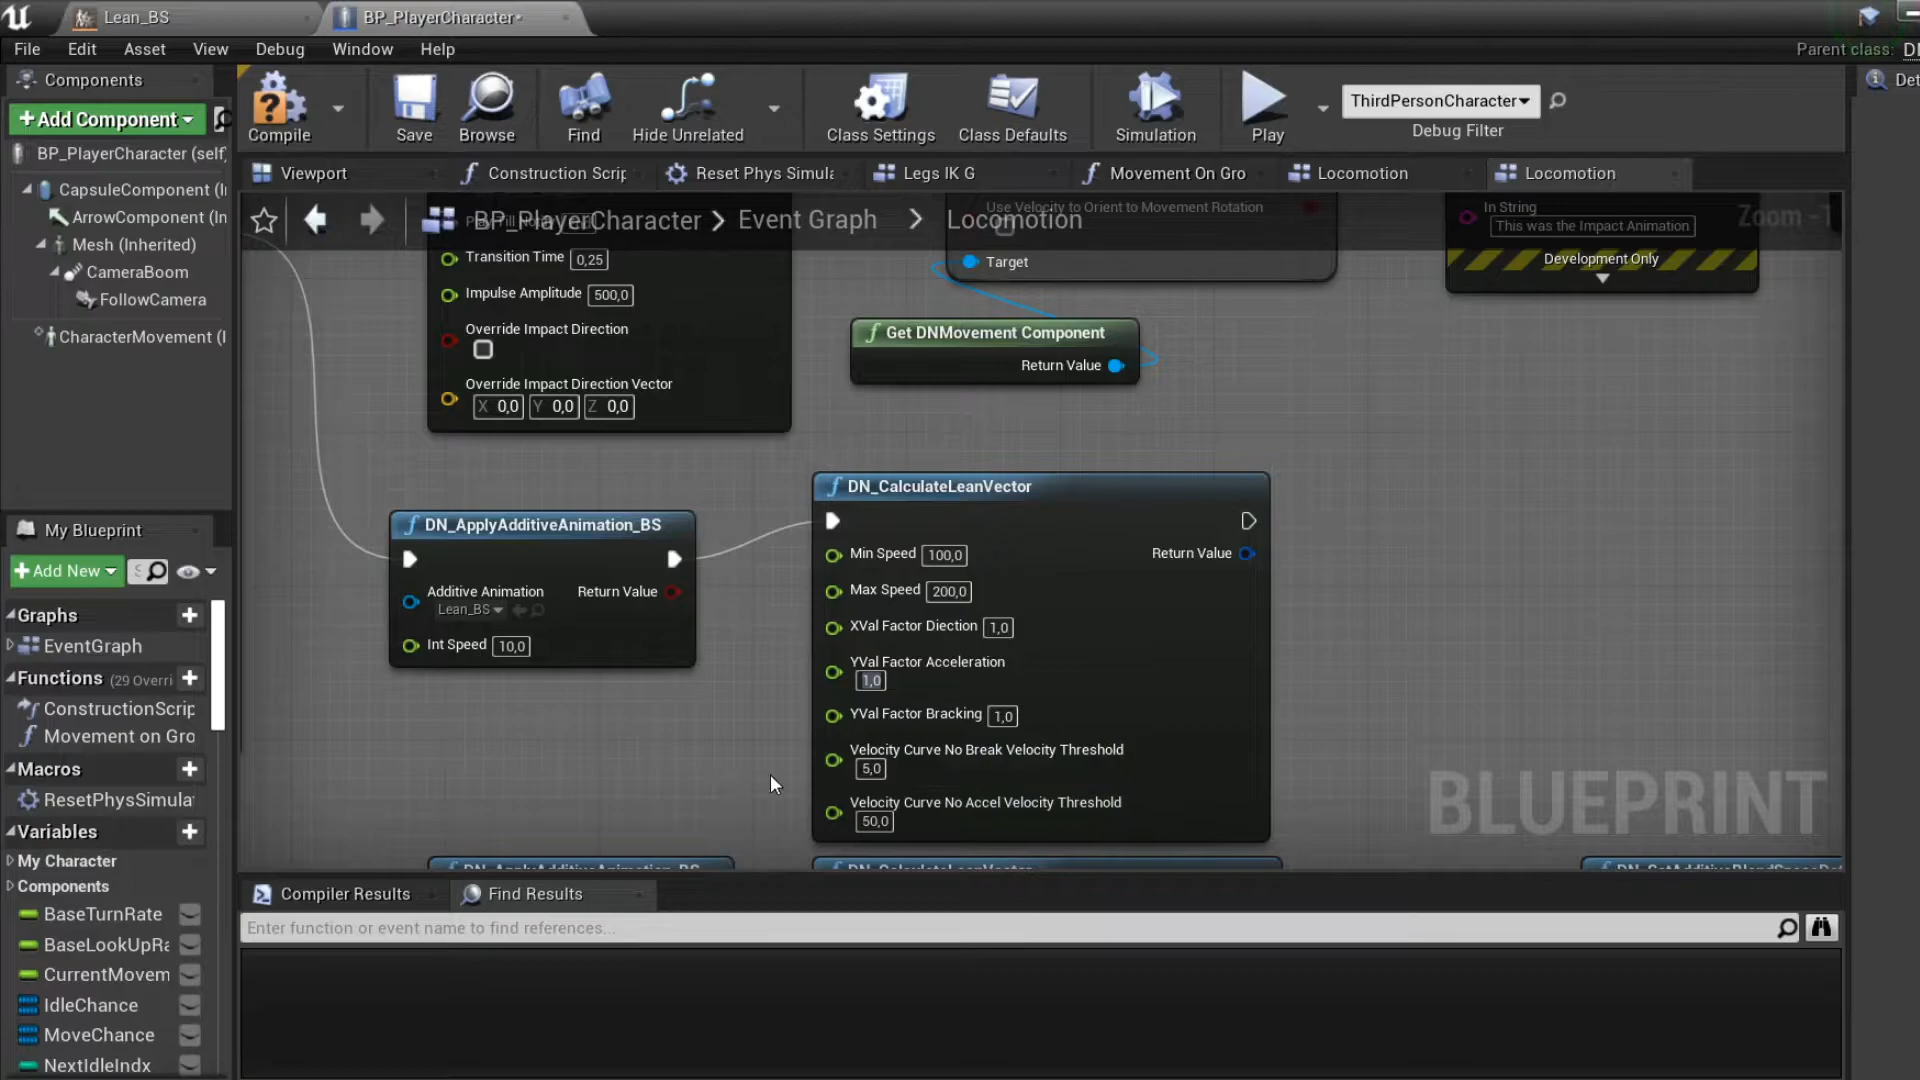 Lean_BS
BP_PlayerCharacter*
File Edit Asset View Debug Window Help
Parent class:
Components
+Add Component
BP_PlayerCharacter (self
CapsuleComponent (I
ArrowComponent (In
Mesh (Inherited)
CameraBoom
FollowCamera
CharacterMovement (I
Compile Save Browse Find Hide Unrelated Class Settings Class Defaults Simulation Play
ThirdPersonCharacter
Debug Filter
Viewport Construction Scrip Reset Phys Simula Legs IK G Movement On Gro Locomotion Locomotion
BP_PlayerCharacter > Event Graph > Locomotion
Use Velocity to Orient to Movement Rotation
Target
In String
This was the Impact Animation
Development Only
Zoom -1
Transition Time 0,25
Impulse Amplitude 500,0
Override Impact Direction
Override Impact Direction Vector
X 0,0 Y 0,0 Z 0,0
Get DNMovement Component
Return Value
DN_ApplyAdditiveAnimation_BS
Additive Animation
Lean_BS
Return Value
Int Speed 10,0
DN_CalculateLeanVector
Min Speed 100,0
Return Value
Max Speed 200,0
XVal Factor Diection 1,0
YVal Factor Acceleration
1,0
YVal Factor Bracking 1,0
Velocity Curve No Break Velocity Threshold
5,0
Velocity Curve No Accel Velocity Threshold
50,0
BLUEPRINT
My Blueprint
+Add New
Graphs
EventGraph
Functions (29 Overri
ConstructionScrip
Movement on Gro
Macros
ResetPhysSimula
Variables
My Character
Components
BaseTurnRate
BaseLookUpRa
CurrentMovem
IdleChance
MoveChance
NextIdleIndx
Compiler Results
Find Results
Enter function or event name to find references...